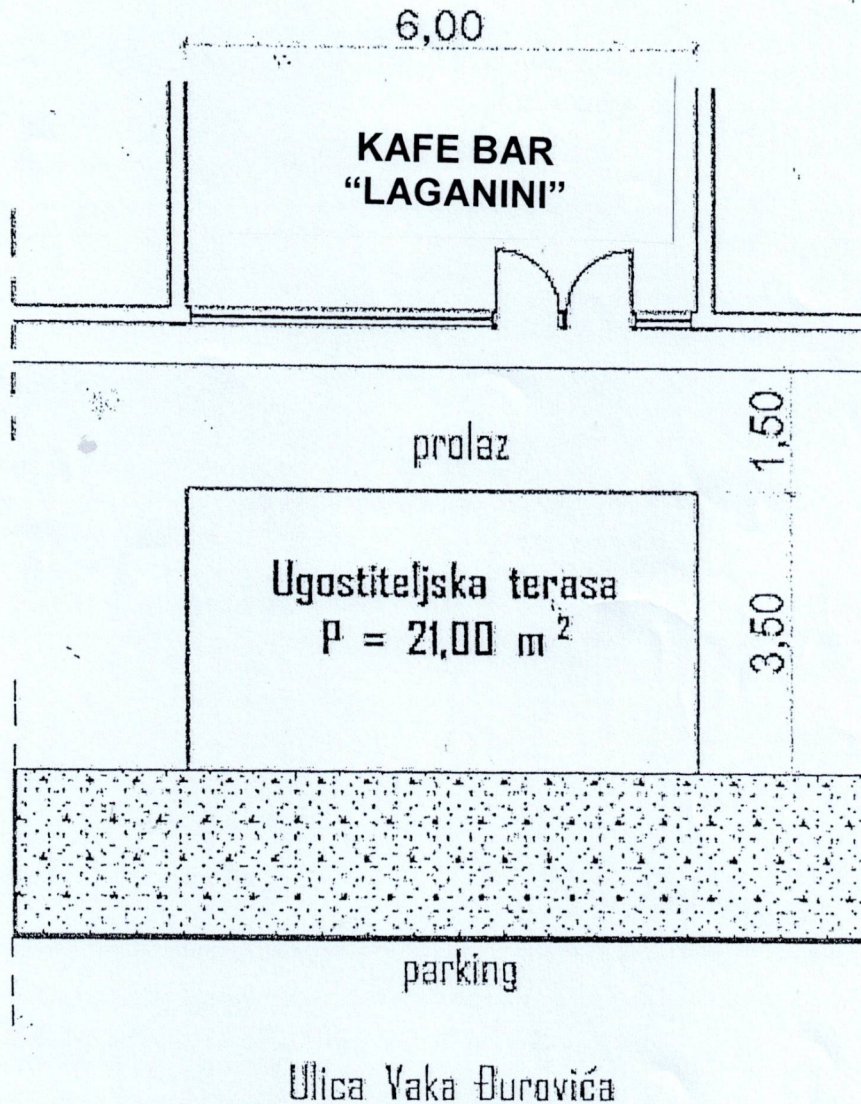 6,00
KAFE BAR
“LAGANINI”
prolaz
1,50
Ugostiteljska terasa
P = 21,00 m²
3,50
parking
Ulica Vaka Đurovića